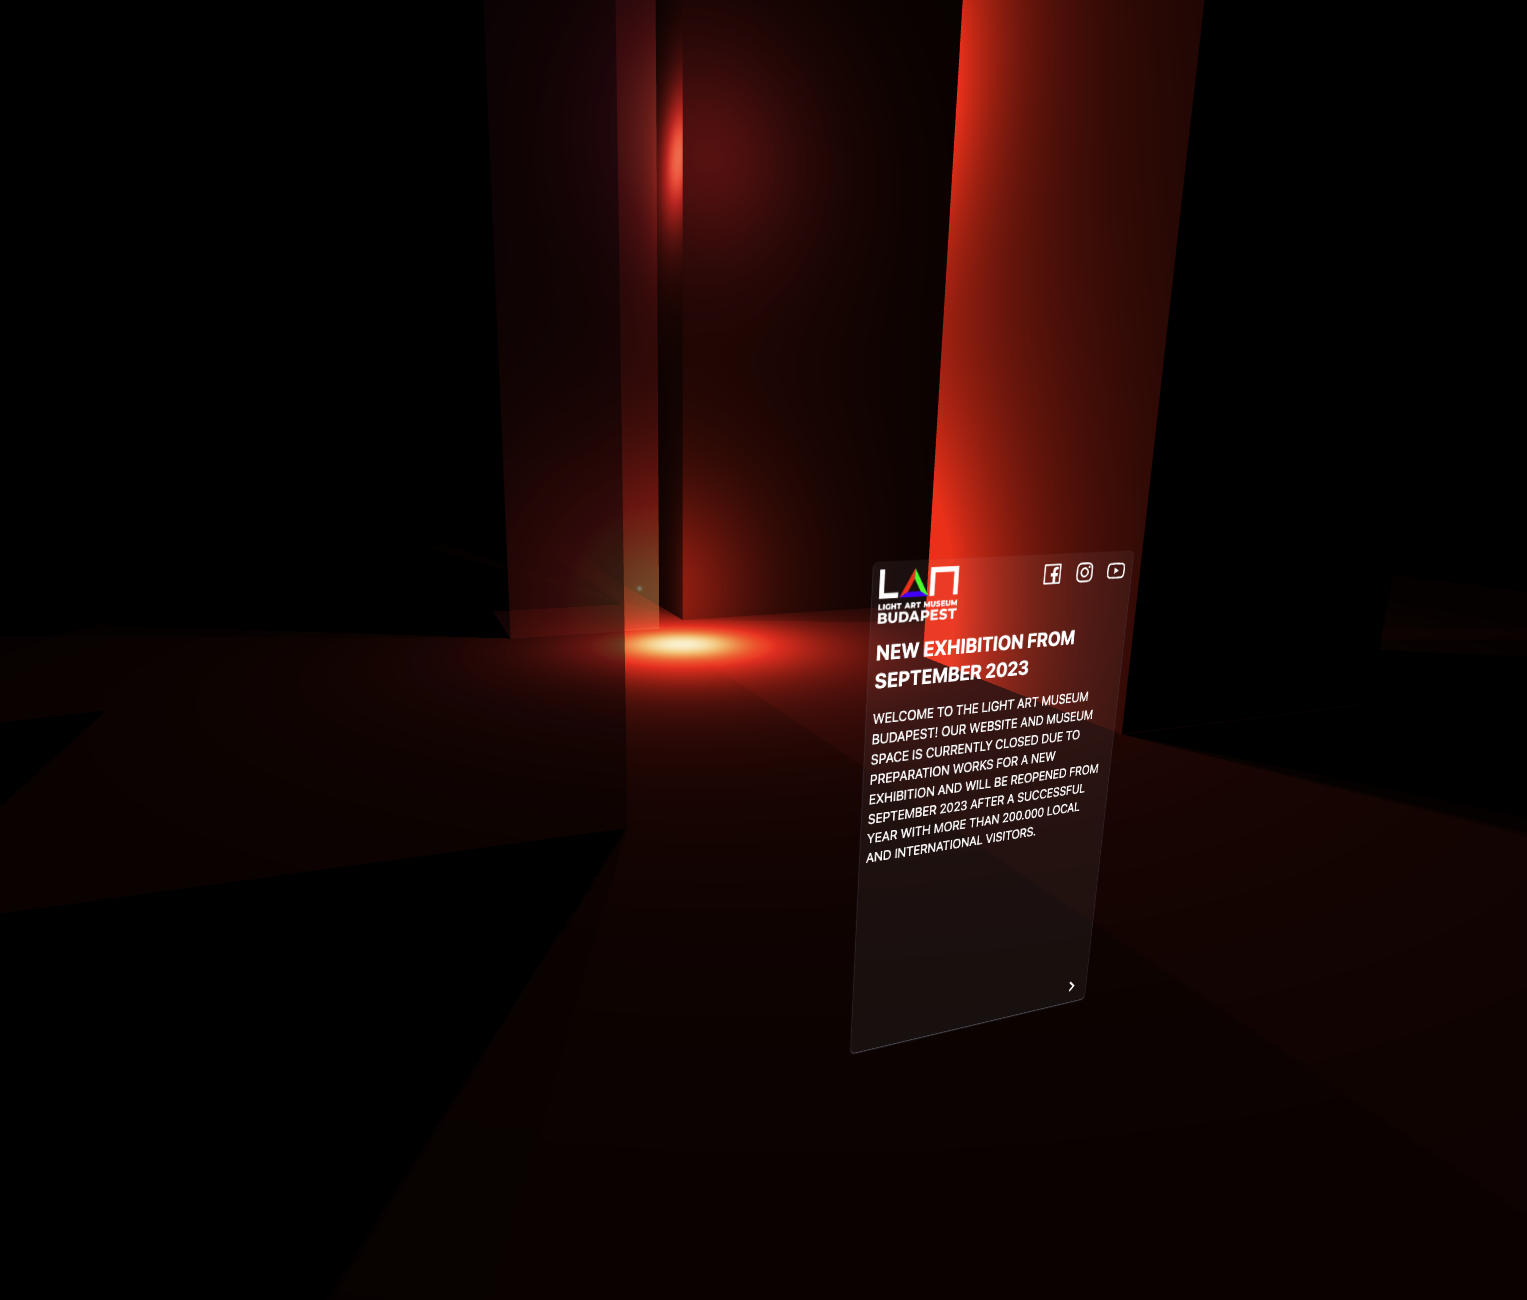 LAM
LIGHT ART MUSEUM
BUDAPEST
NEW EXHIBITION FROM
SEPTEMBER 2023
WELCOME TO THE LIGHT ART MUSEUM
BUDAPEST! OUR WEBSITE AND MUSEUM
SPACE IS CURRENTLY CLOSED DUE TO
PREPARATION WORKS FOR A NEW
EXHIBITION AND WILL BE REOPENED FROM
SEPTEMBER 2023 AFTER A SUCCESSFUL
YEAR WITH MORE THAN 200.000 LOCAL
AND INTERNATIONAL VISITORS.